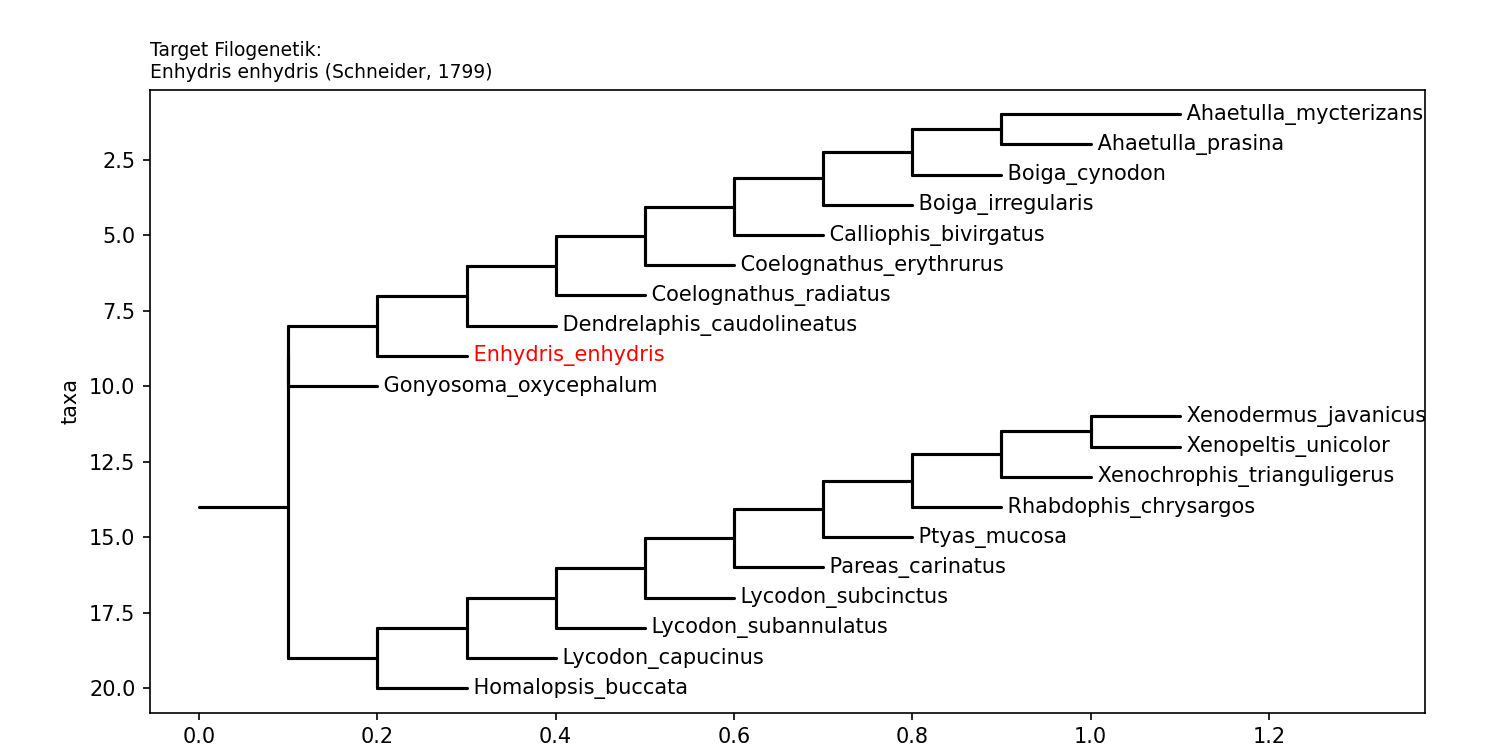 Target Filogenetik:
Enhydris enhydris (Schneider, 1799)
Ahaetulla_mycterizans
Ahaetulla_prasina
2.5
Boiga_cynodon
Boiga_irregularis
5.0
Calliophis_bivirgatus
Coelognathus_erythrurus
Coelognathus_radiatus
7.5
Dendrelaphis_caudolineatus
Enhydris_enhydris
10.0
Gonyosoma_oxycephalum
taxa
Xenodermus_javanicus
Xenopeltis_unicolor
12.5
Xenochrophis_trianguligerus
Rhabdophis_chrysargos
15.0
Ptyas_mucosa
Pareas_carinatus
Lycodon_subcinctus
17.5
Lycodon_subannulatus
Lycodon_capucinus
20.0
Homalopsis_buccata
0.0 0.2 0.4 0.6 0.8 1.0 1.2